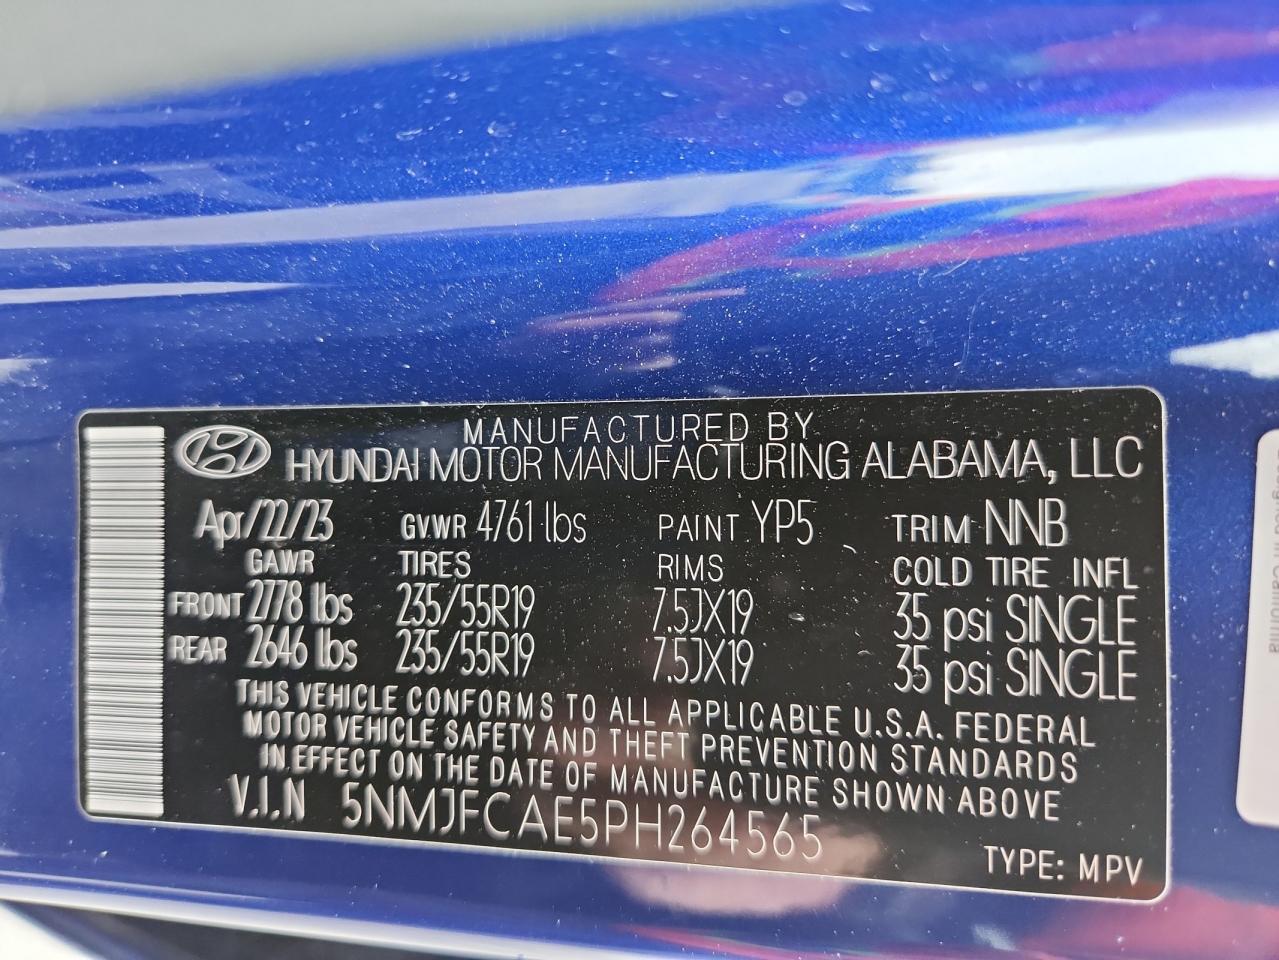 MANUFACTURED BY
HYUNDAI MOTOR MANUFACTURING ALABAMA, LLC
Apr/22/23 GVWR 4761 lbs PAINT YP5 TRIM NNB
GAWR TIRES RIMS COLD TIRE INFL
FRONT 2778 lbs 235/55R19 7.5JX19 35 psi SINGLE
REAR 2646 lbs 235/55R19 7.5JX19 35 psi SINGLE
THIS VEHICLE CONFORMS TO ALL APPLICABLE U.S.A. FEDERAL
MOTOR VEHICLE SAFETY AND THEFT PREVENTION STANDARDS
IN EFFECT ON THE DATE OF MANUFACTURE SHOWN ABOVE
V.I.N 5NMJFCAE5PH264565
TYPE: MPV